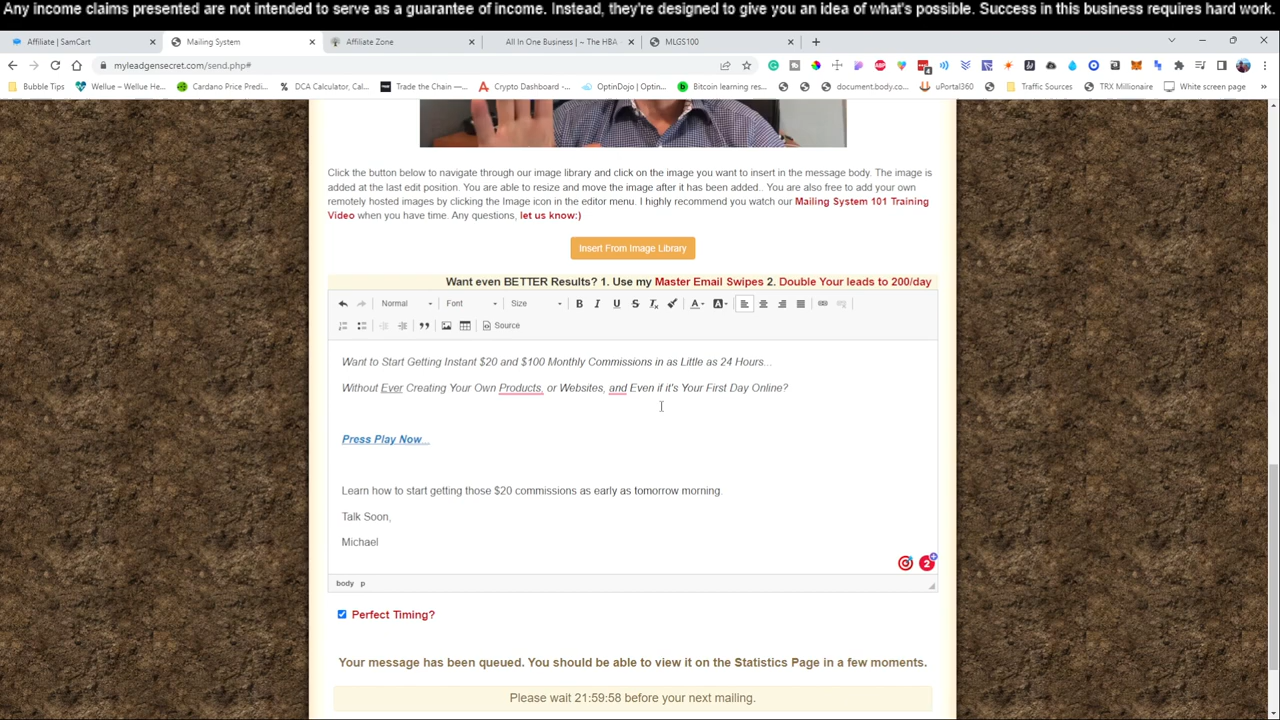 Any income claims presented are not intended to serve as a guarantee of income. Instead, they're designed to give you an idea of what's possible. Success in this business requires hard work.
Affiliate | SamCart
Mailing System
Affiliate Zone
All In One Business | ~ The HBA
MLGS100
myleadgensecret.com/send.php#
4
Bubble Tips
Wellue – Wellue He...
Cardano Price Predi...
DCA Calculator, Cal...
Trade the Chain —...
Crypto Dashboard -...
OptinDojo | Optin...
Bitcoin learning res...
document.body.co...
uPortal360
Traffic Sources
TRX Millionaire
White screen page
Click the button below to navigate through our image library and click on the image you want to insert in the message body. The image is
added at the last edit position. You are able to resize and move the image after it has been added.. You are also free to add your own
remotely hosted images by clicking the Image icon in the editor menu. I highly recommend you watch our Mailing System 101 Training
Video when you have time. Any questions, let us know:)
Insert From Image Library
Want even BETTER Results? 1. Use my Master Email Swipes 2. Double Your leads to 200/day
Normal Font Size
Source
Want to Start Getting Instant $20 and $100 Monthly Commissions in as Little as 24 Hours...
Without Ever Creating Your Own Products, or Websites, and Even if it's Your First Day Online?
Press Play Now...
Learn how to start getting those $20 commissions as early as tomorrow morning.
Talk Soon,
Michael
2
body p
Perfect Timing?
Your message has been queued. You should be able to view it on the Statistics Page in a few moments.
Please wait 21:59:58 before your next mailing.